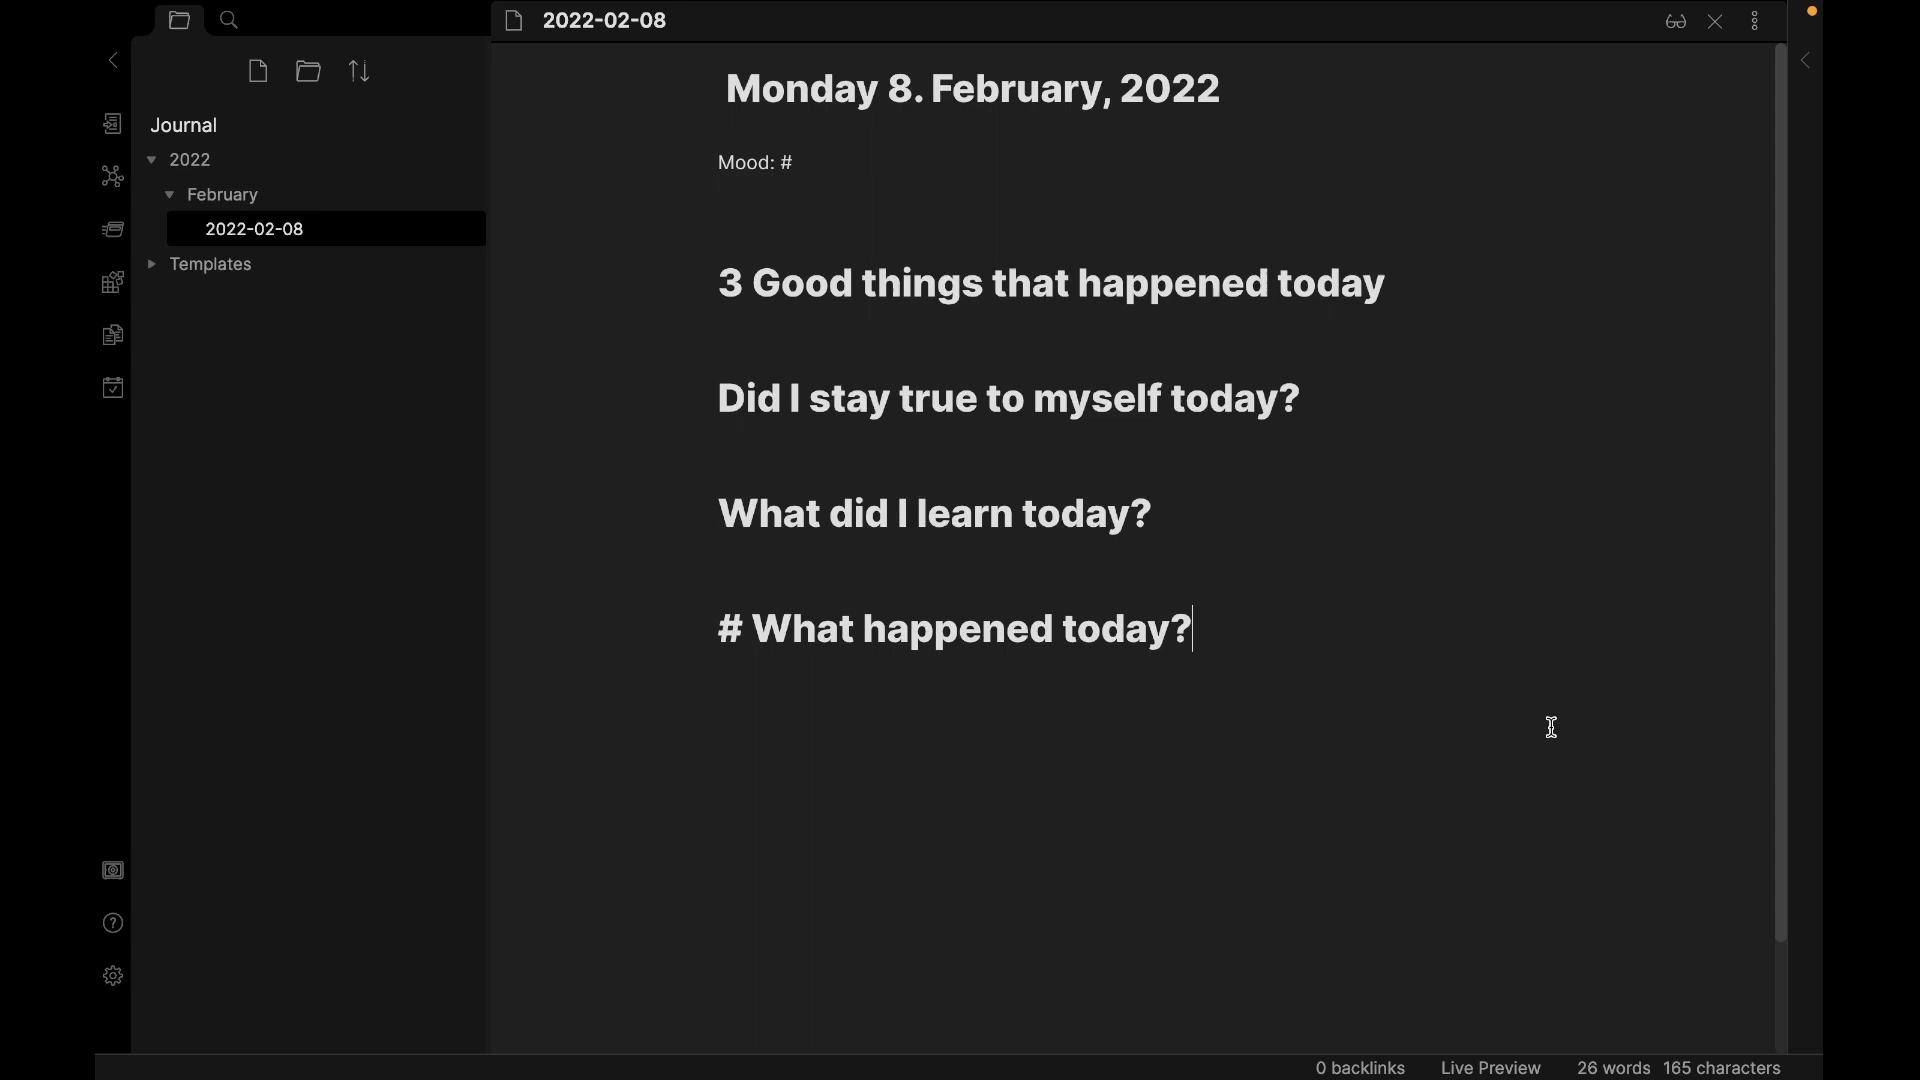 2022-02-08
Journal
2022
February
2022-02-08
Templates
Monday 8. February, 2022
Mood: #
3 Good things that happened today
Did I stay true to myself today?
What did I learn today?
# What happened today?
0 backlinks Live Preview 26 words 165 characters